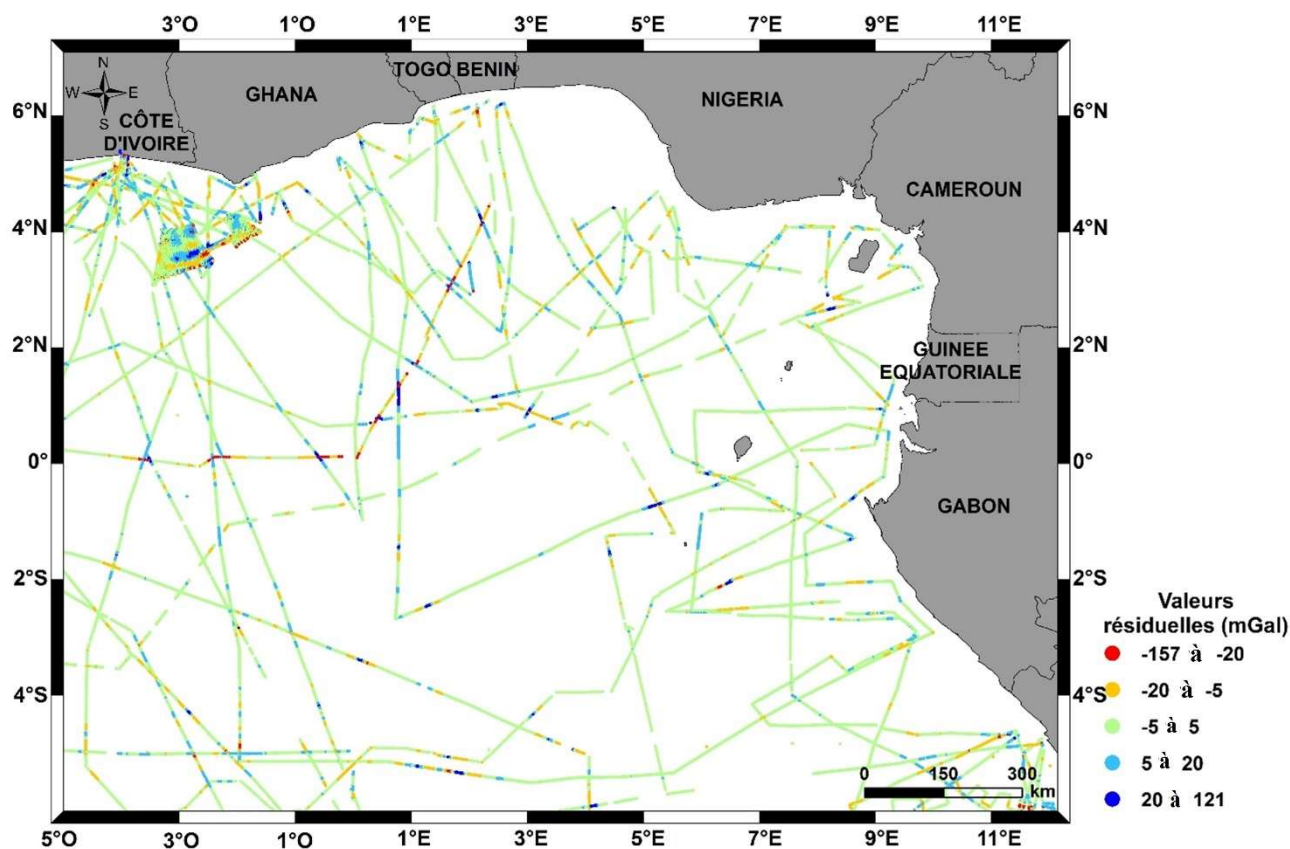 3°O 1°O 1°E 3°E 5°E 7°E 9°E 11°E
N
W E
S
TOGO BENIN
GHANA
NIGERIA
CÔTE
D'IVOIRE
CAMEROUN
GUINEE
EQUATORIALE
GABON
6°N 6°N
4°N 4°N
2°N 2°N
0° 0°
2°S 2°S
4°S 4°S
Valeurs
résiduelles (mGal)
-157 à -20
-20 à -5
-5 à 5
5 à 20
20 à 121
0 150 300
km
5°O 3°O 1°O 1°E 3°E 5°E 7°E 9°E 11°E